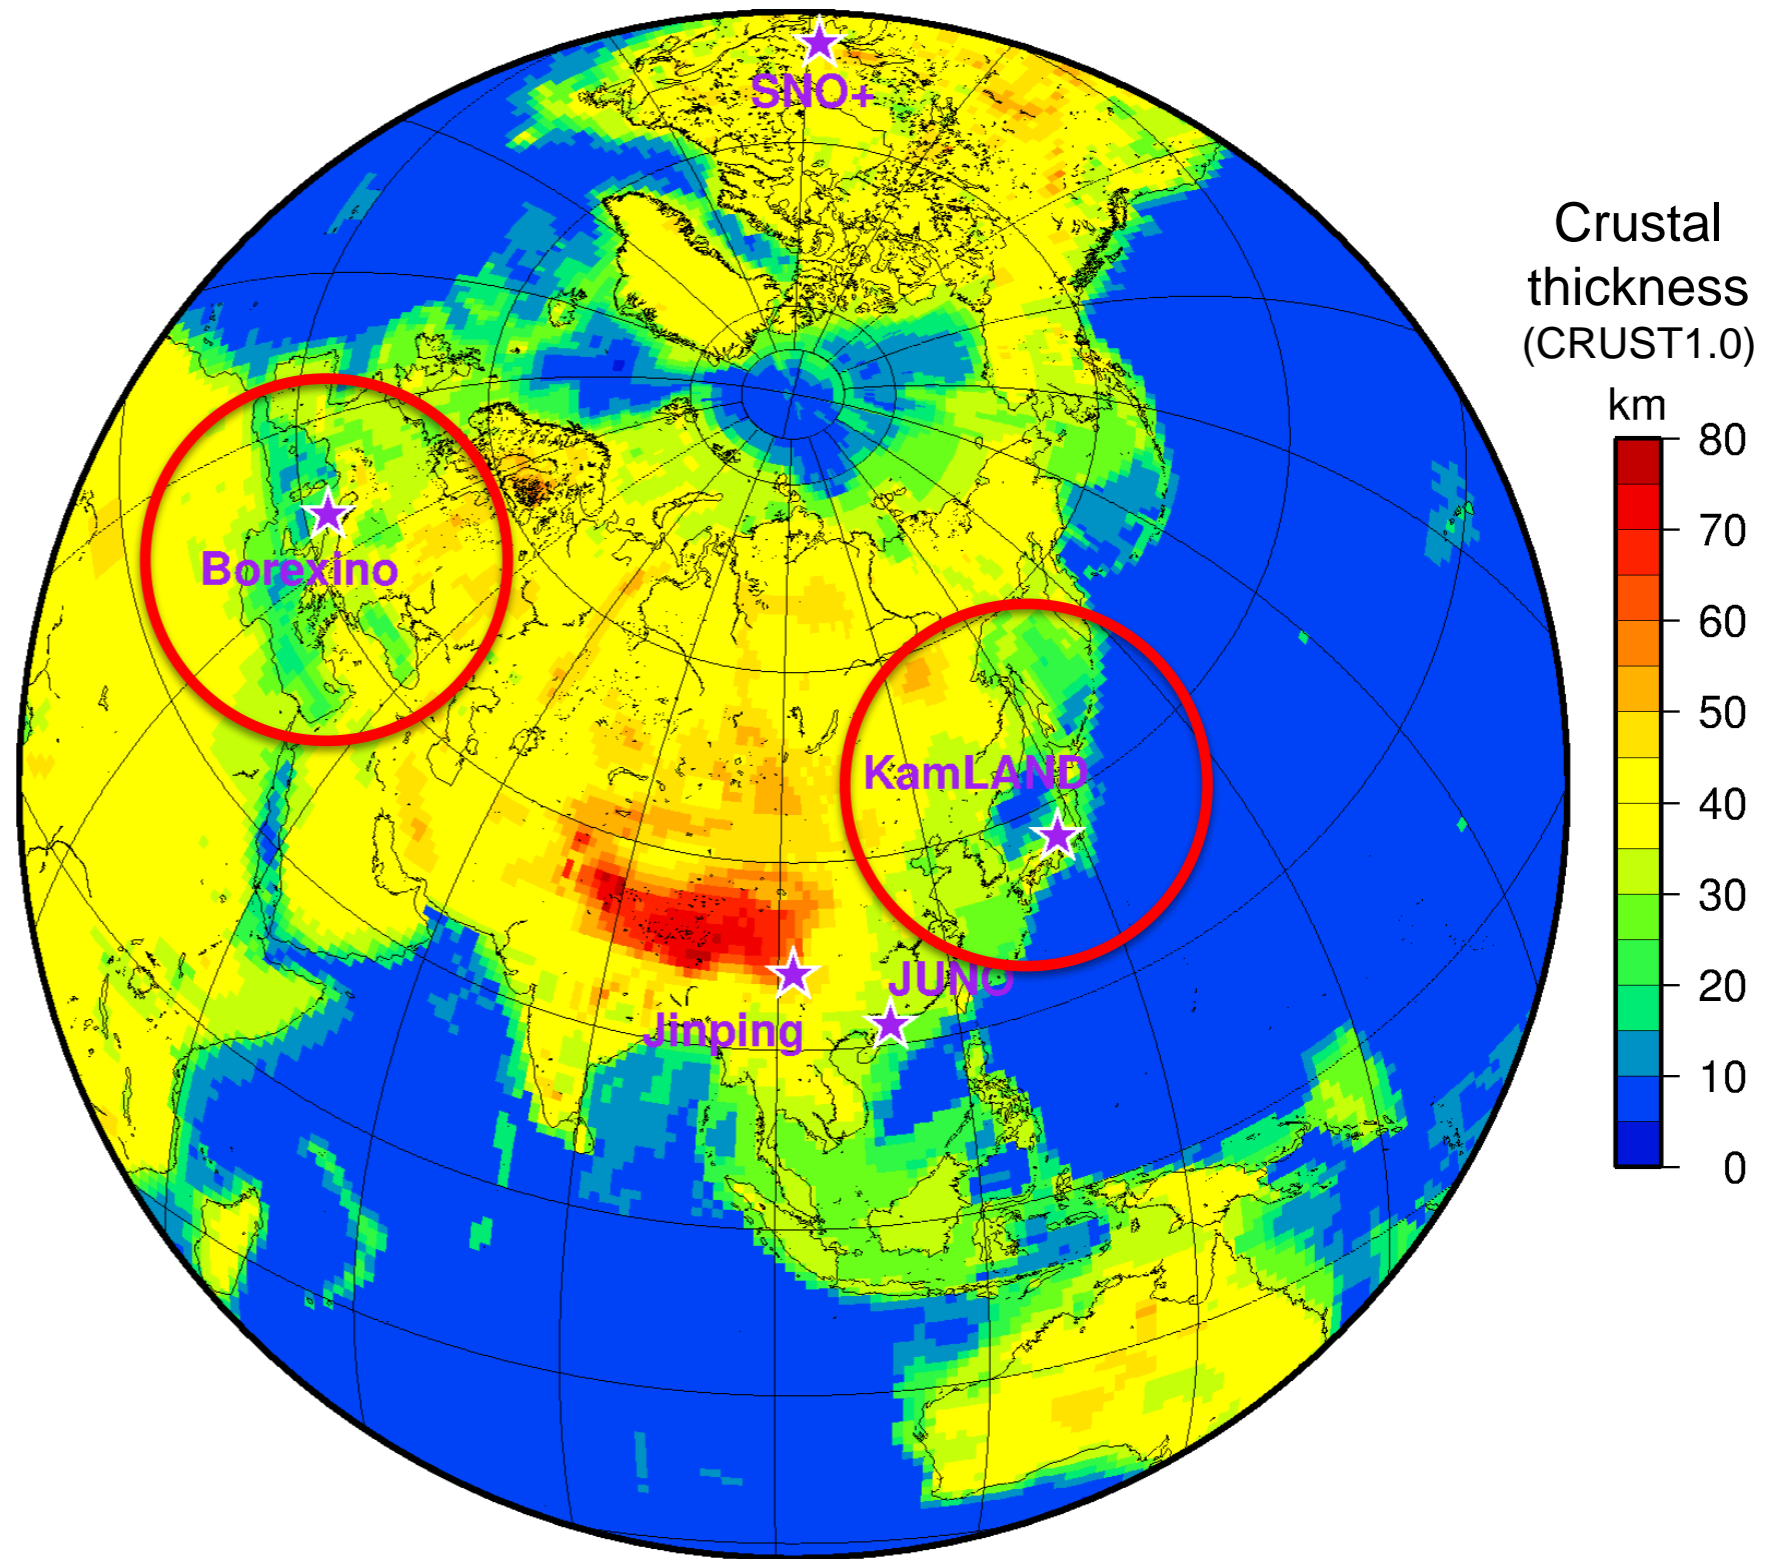 SNO+
Crustal
thickness
(CRUST1.0)
km
80
70
60
50
40
30
20
10
0
Borexino
KamLAND
JUNO
Jinping